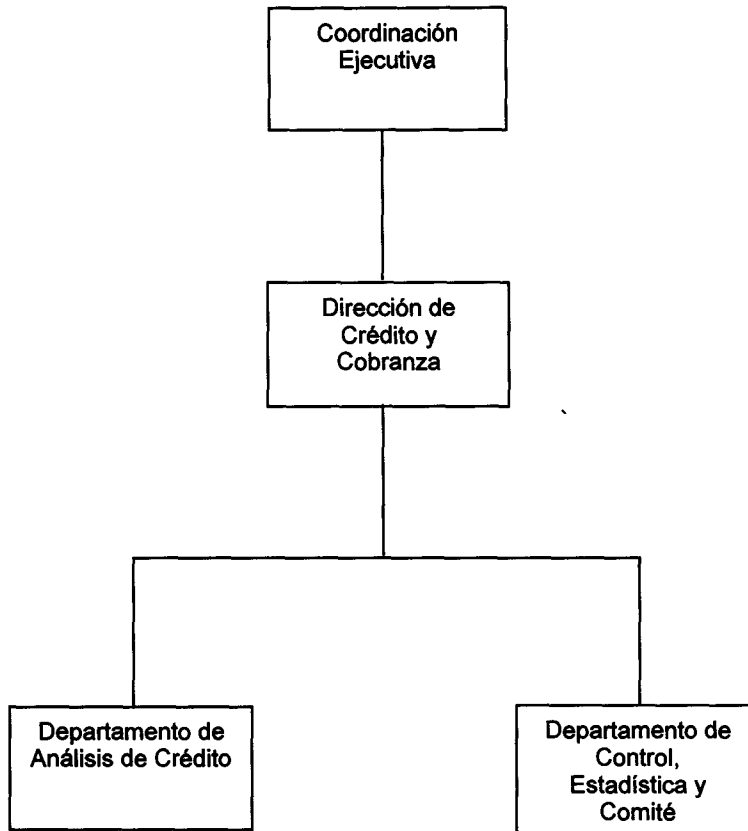 Coordinación
Ejecutiva
Dirección de
Crédito y
Cobranza
Departamento de
Análisis de Crédito
Departamento de
Control,
Estadística y
Comité